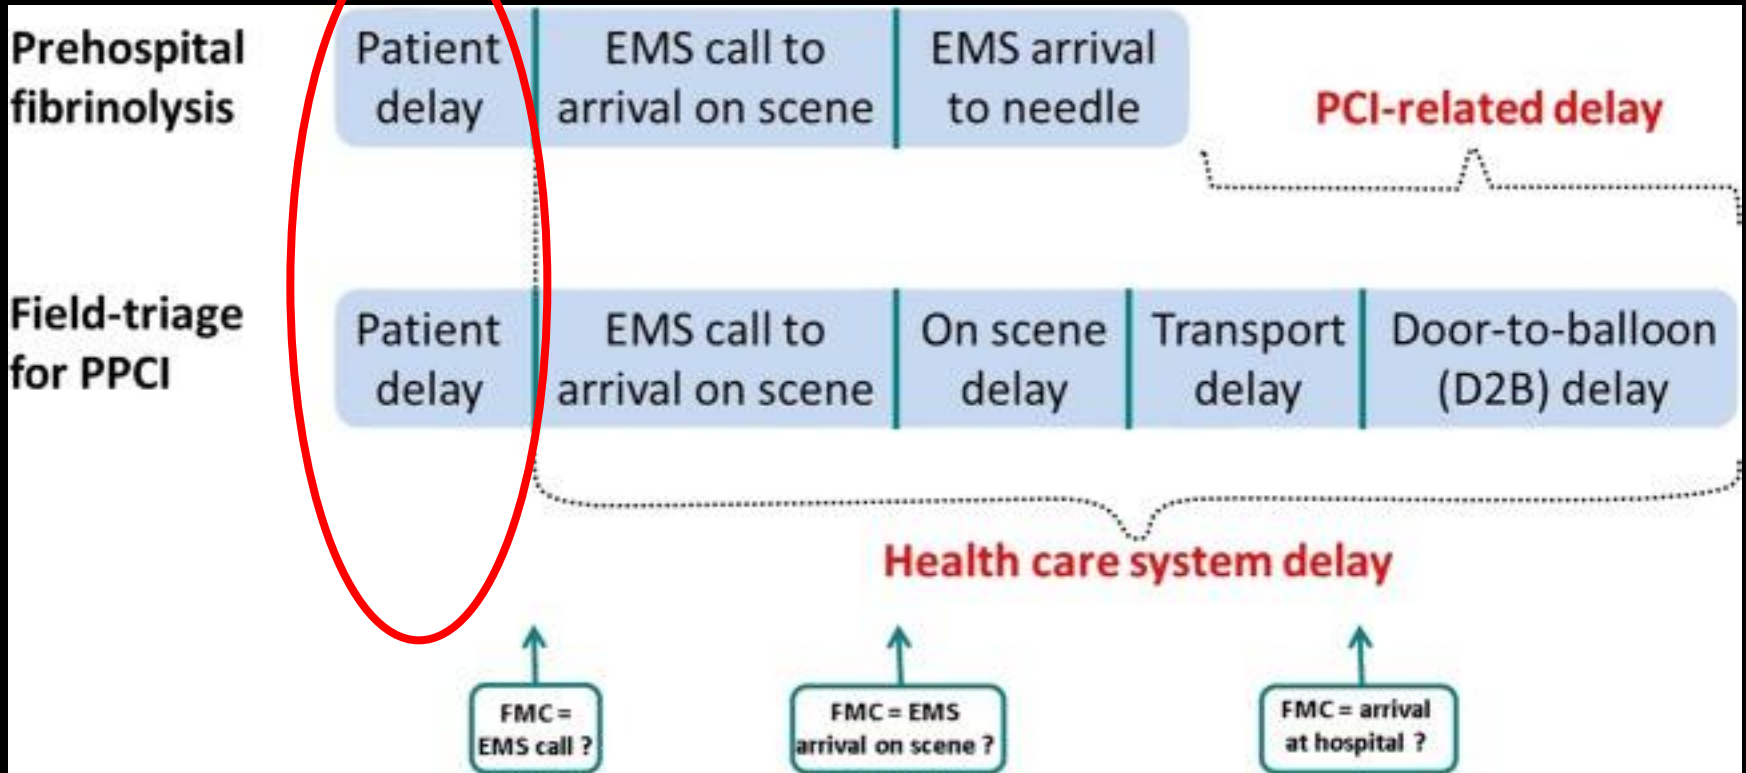 Prehospital
fibrinolysis
Patient
delay
EMS call to
arrival on scene
EMS arrival
to needle
PCI-related delay
Field-triage
for PPCI
Patient
delay
EMS call to
arrival on scene
On scene
delay
Transport
delay
Door-to-balloon
(D2B) delay
Health care system delay
FMC =
EMS call ?
FMC = EMS
arrival on scene ?
FMC = arrival
at hospital ?